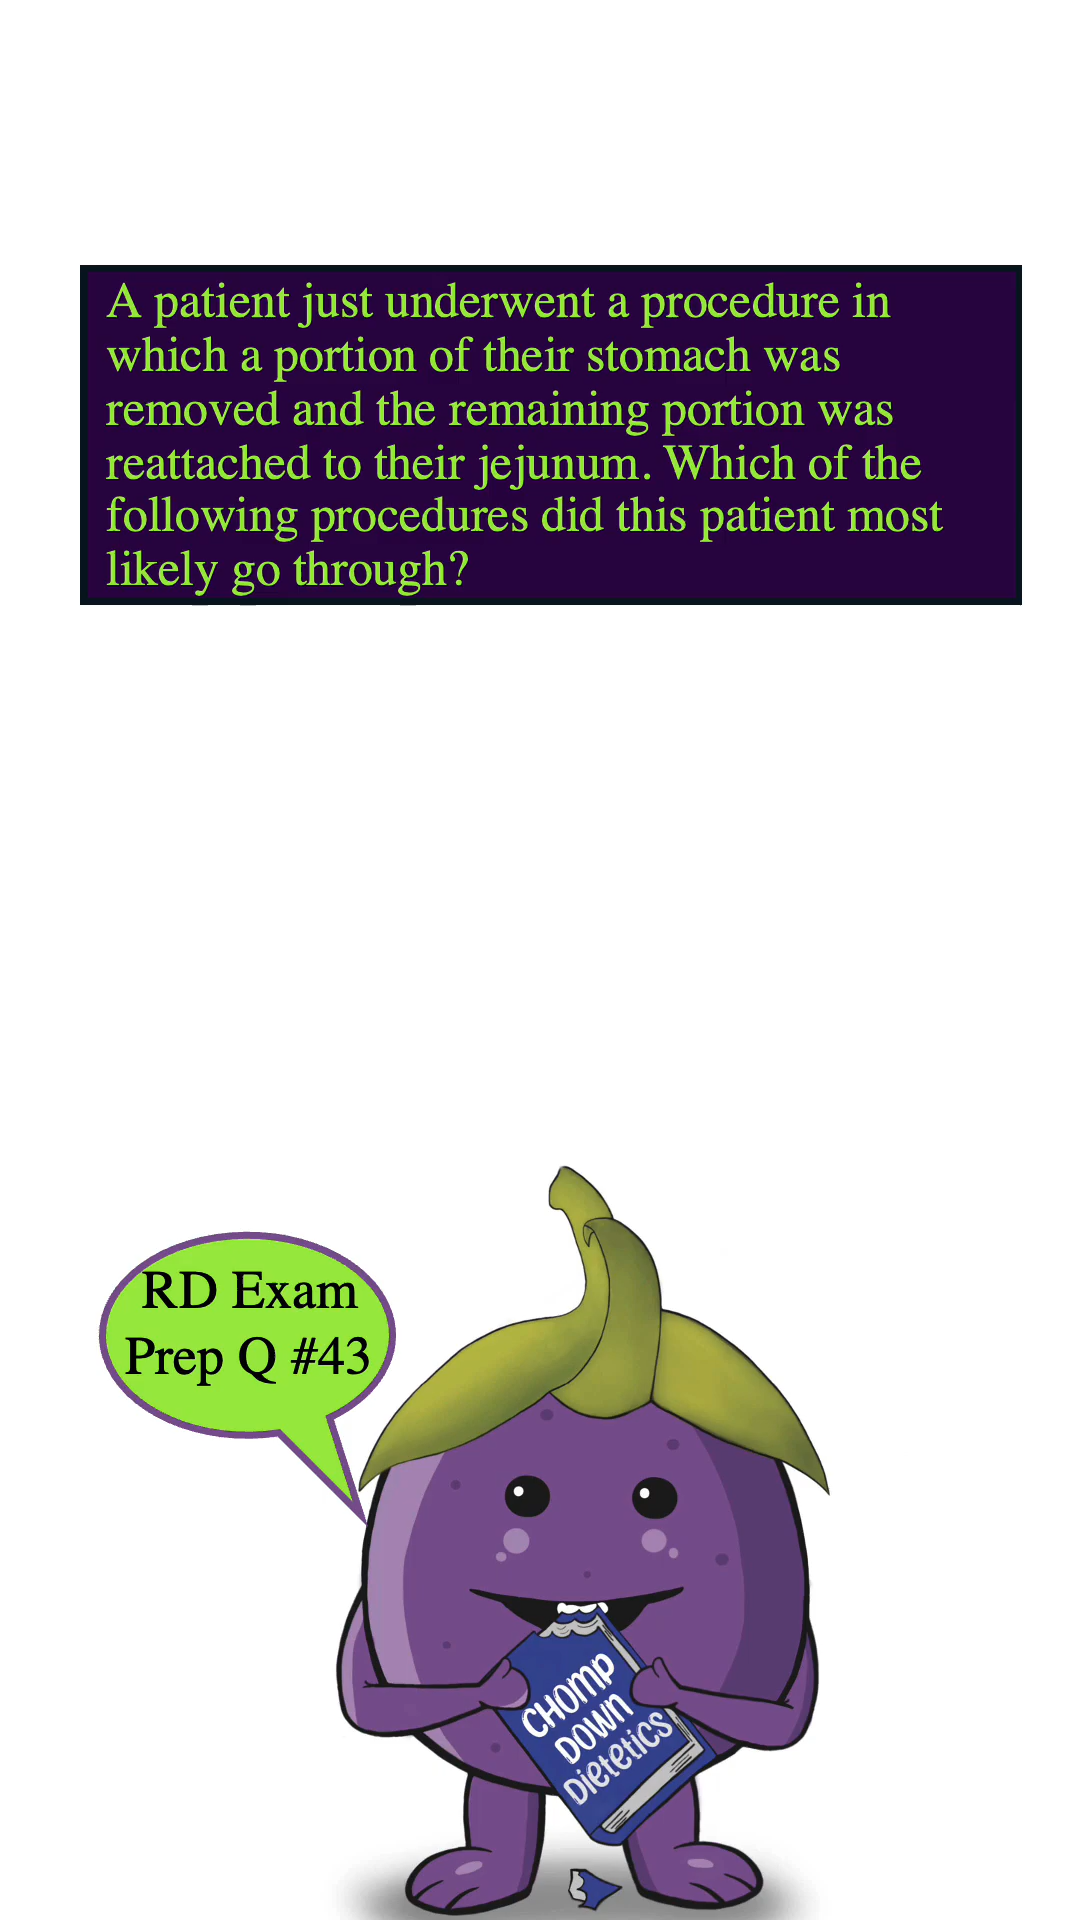 A patient just underwent a procedure in
which a portion of their stomach was
removed and the remaining portion was
reattached to their jejunum. Which of the
following procedures did this patient most
likely go through?
RD Exam
Prep Q #43
CHOMP
DOWN
Dietetics